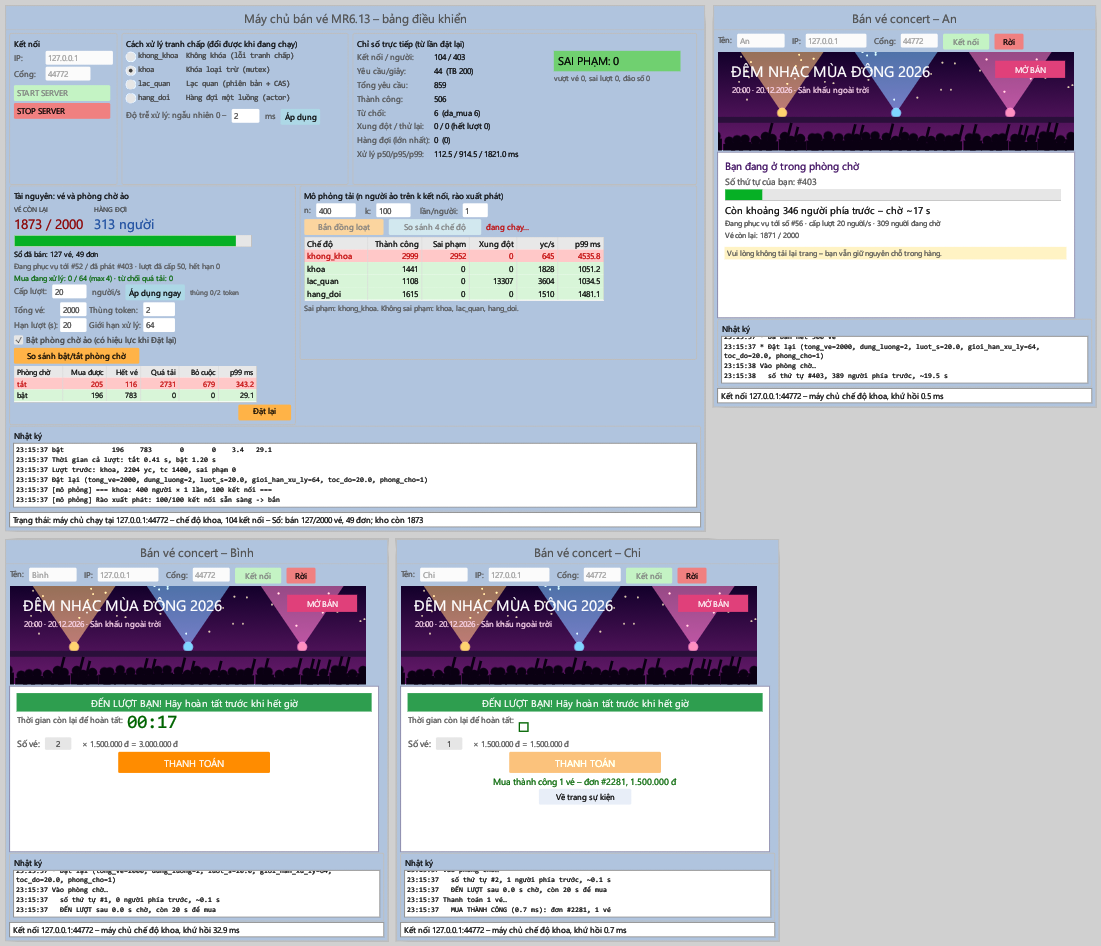 Máy chủ bán vé MR6.13 – bảng điều khiển
Kết nối
IP: 127.0.0.1
Cổng: 44772
START SERVER
STOP SERVER
Cách xử lý tranh chấp (đổi được khi đang chạy)
khong_khoa Không khóa (lỗi tranh chấp)
khoa Khóa loại trừ (mutex)
lac_quan Lạc quan (phiên bản + CAS)
hang_doi Hàng đợi một luồng (actor)
Độ trễ xử lý: ngẫu nhiên 0 – 2 ms Áp dụng
Chỉ số trực tiếp (từ lần đặt lại)
Kết nối / người: 104 / 403
Yêu cầu/giây: 44 (TB 200)
Tổng yêu cầu: 859
Thành công: 506
Từ chối: 6 (da_mua 6)
Xung đột / thử lại: 0 / 0 (hết lượt 0)
Hàng đợi (lớn nhất): 0 (0)
Xử lý p50/p95/p99: 112.5 / 914.5 / 1821.0 ms
SAI PHẠM: 0
vượt vé 0, sai lượt 0, đảo số 0
Tài nguyên: vé và phòng chờ ảo
VÉ CÒN LẠI HÀNG ĐỢI
1873 / 2000 313 người
Sổ đã bán: 127 vé, 49 đơn
Đang phục vụ tới #52 / đã phát #403 · lượt đã cấp 50, hết hạn 0
Mua đang xử lý: 0 / 64 (max 4) · từ chối quá tải: 0
Cấp lượt: 20 người/s Áp dụng ngay thùng 0/2 token
Tổng vé: 2000 Thùng token: 2
Hạn lượt (s): 20 Giới hạn xử lý: 64
Bật phòng chờ ảo (có hiệu lực khi Đặt lại)
So sánh bật/tắt phòng chờ
Phòng chờ Mua được Hết vé Quá tải Bỏ cuộc p99 ms
tắt 205 116 2731 679 343.2
bật 196 783 0 0 29.1
Đặt lại
Mô phỏng tải (n người ảo trên k kết nối, rào xuất phát)
n: 400 k: 100 lần/người: 1
Bắn đồng loạt So sánh 4 chế độ đang chạy...
Chế độ Thành công Sai phạm Xung đột yc/s p99 ms
khong_khoa 2999 2952 0 645 4535.8
khoa 1441 0 0 1828 1051.2
lac_quan 1108 0 13307 3604 1034.5
hang_doi 1615 0 0 1510 1481.1
Sai phạm: khong_khoa. Không sai phạm: khoa, lac_quan, hang_doi.
Nhật ký
23:15:37 bật 196 783 0 0 3.4 29.1
23:15:37 Thời gian cả lượt: tắt 0.41 s, bật 1.20 s
23:15:37 Lượt trước: khoa, 2204 yc, tc 1400, sai phạm 0
23:15:37 Đặt lại (tong_ve=2000, dung_luong=2, luot_s=20.0, gioi_han_xu_ly=64, toc_do=20.0, phong_cho=1)
23:15:37 [mô phỏng] === khoa: 400 người × 1 lần, 100 kết nối ===
23:15:37 [mô phỏng] Rào xuất phát: 100/100 kết nối sẵn sàng -> bắn
Trạng thái: máy chủ chạy tại 127.0.0.1:44772 – chế độ khoa, 104 kết nối – Sổ: bán 127/2000 vé, 49 đơn; kho còn 1873
Bán vé concert – An
Tên: An IP: 127.0.0.1 Cổng: 44772 Kết nối Rời
ĐÊM NHẠC MÙA ĐÔNG 2026
MỞ BÁN
20:00 · 20.12.2026 · Sân khấu ngoài trời
Bạn đang ở trong phòng chờ
Số thứ tự của bạn: #403
Còn khoảng 346 người phía trước – chờ ~17 s
Đang phục vụ tới số #56 · cấp lượt 20 người/s · 309 người đang chờ
Vé còn lại: 1871 / 2000
Vui lòng không tải lại trang – bạn vẫn giữ nguyên chỗ trong hàng.
Nhật ký
23:15:38 * Đặt lại (tong_ve=2000, dung_luong=2, luot_s=20.0, gioi_han_xu_ly=64,
toc_do=20.0, phong_cho=1)
23:15:38 Vào phòng chờ…
23:15:38 số thứ tự #403, 389 người phía trước, ~19.5 s
Kết nối 127.0.0.1:44772 – máy chủ chế độ khoa, khứ hồi 0.5 ms
Bán vé concert – Bình
Tên: Bình IP: 127.0.0.1 Cổng: 44772 Kết nối Rời
ĐÊM NHẠC MÙA ĐÔNG 2026
MỞ BÁN
20:00 · 20.12.2026 · Sân khấu ngoài trời
ĐẾN LƯỢT BẠN! Hãy hoàn tất trước khi hết giờ
Thời gian còn lại để hoàn tất: 00:17
Số vé: 2 × 1.500.000 đ = 3.000.000 đ
THANH TOÁN
Nhật ký
toc_do=20.0, phong_cho=1)
23:15:37 Vào phòng chờ…
23:15:37 số thứ tự #1, 0 người phía trước, ~0.1 s
23:15:37 ĐẾN LƯỢT sau 0.0 s chờ, còn 20 s để mua
Kết nối 127.0.0.1:44772 – máy chủ chế độ khoa, khứ hồi 32.9 ms
Bán vé concert – Chi
Tên: Chi IP: 127.0.0.1 Cổng: 44772 Kết nối Rời
ĐÊM NHẠC MÙA ĐÔNG 2026
MỞ BÁN
20:00 · 20.12.2026 · Sân khấu ngoài trời
ĐẾN LƯỢT BẠN! Hãy hoàn tất trước khi hết giờ
Thời gian còn lại để hoàn tất:
Số vé: 1 × 1.500.000 đ = 1.500.000 đ
THANH TOÁN
Mua thành công 1 vé – đơn #2281, 1.500.000 đ
Về trang sự kiện
Nhật ký
23:15:37 số thứ tự #2, 1 người phía trước, ~0.1 s
23:15:37 ĐẾN LƯỢT sau 0.0 s chờ, còn 20 s để mua
23:15:37 Thanh toán 1 vé…
23:15:37 MUA THÀNH CÔNG (0.7 ms): đơn #2281, 1 vé
Kết nối 127.0.0.1:44772 – máy chủ chế độ khoa, khứ hồi 0.7 ms